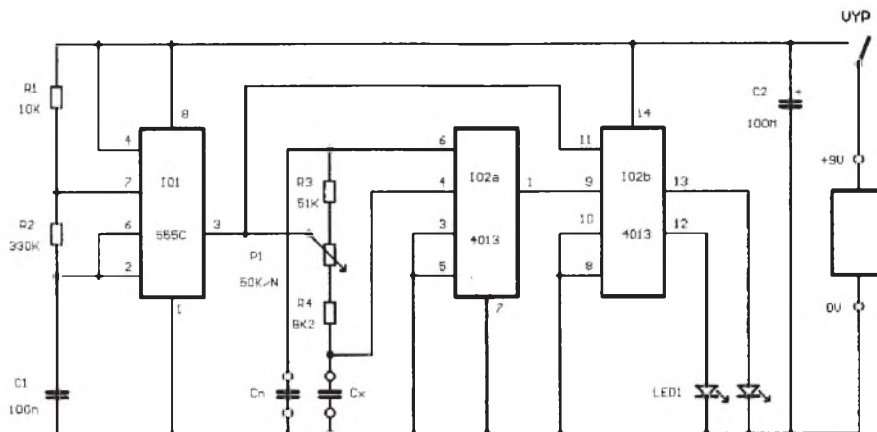 UYP
R1
10K
8
4
7
6
2
IO1
555C
3
1
R2
330K
C1
100n
R3
51K
P1
50K/N
R4
8K2
Cn
Cx
6
4
3
5
IO2a
4013
1
7
11
9
10
8
14
IO2b
4013
13
12
C2
+
100M
+9V
0V
LED1